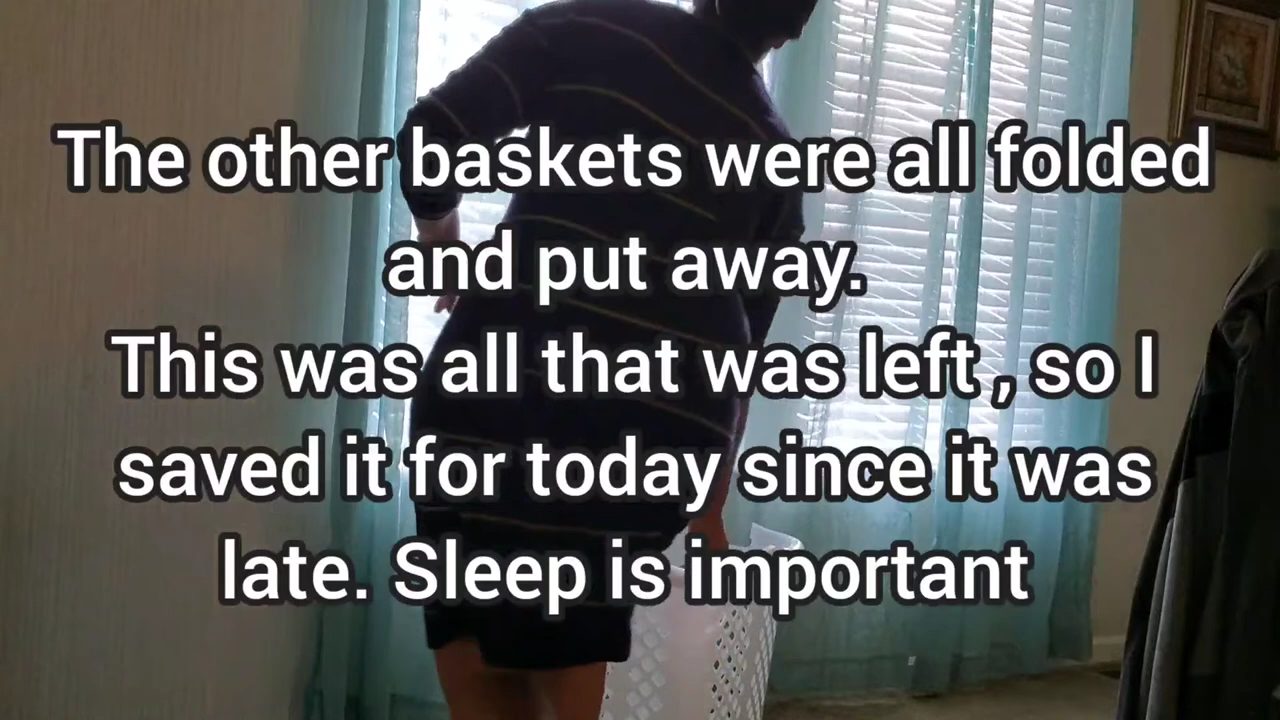 The other baskets were all folded
and put away.
This was all that was left , so I
saved it for today since it was
late. Sleep is important